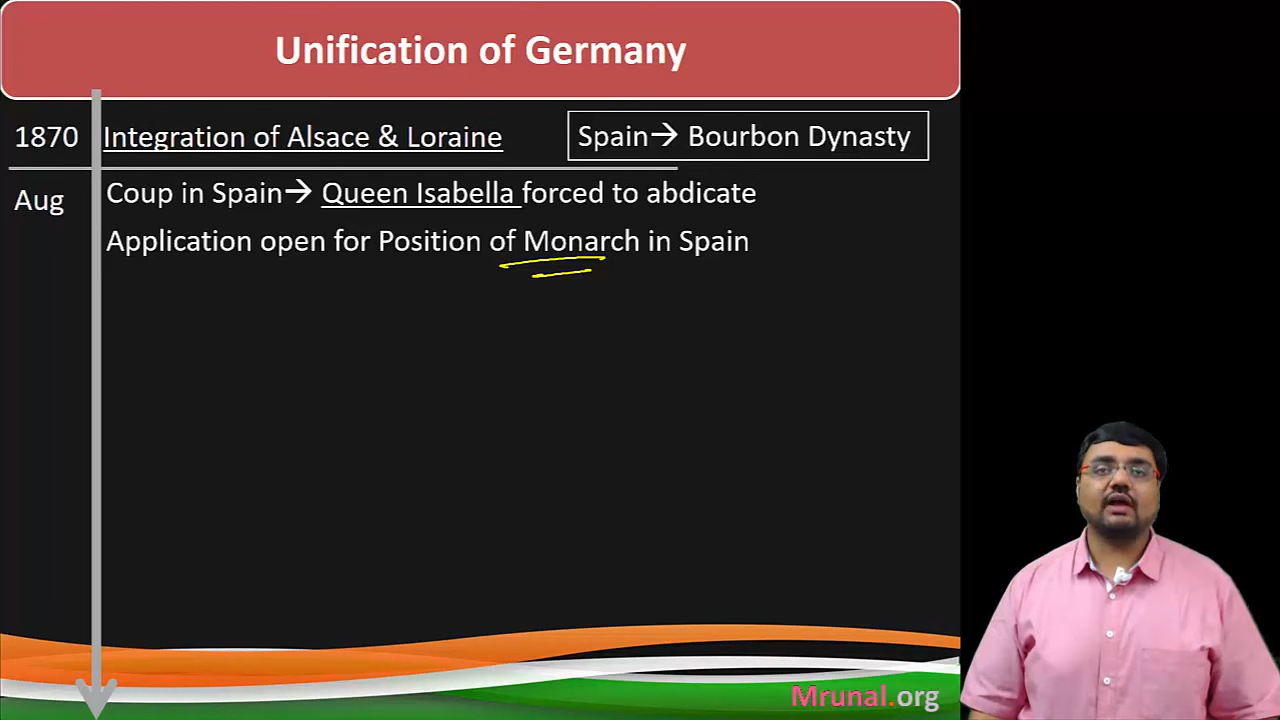 Unification of Germany
1870 Integration of Alsace & Loraine Spain→ Bourbon Dynasty
Aug Coup in Spain→ Queen Isabella forced to abdicate
Application open for Position of Monarch in Spain
Mrunal.org